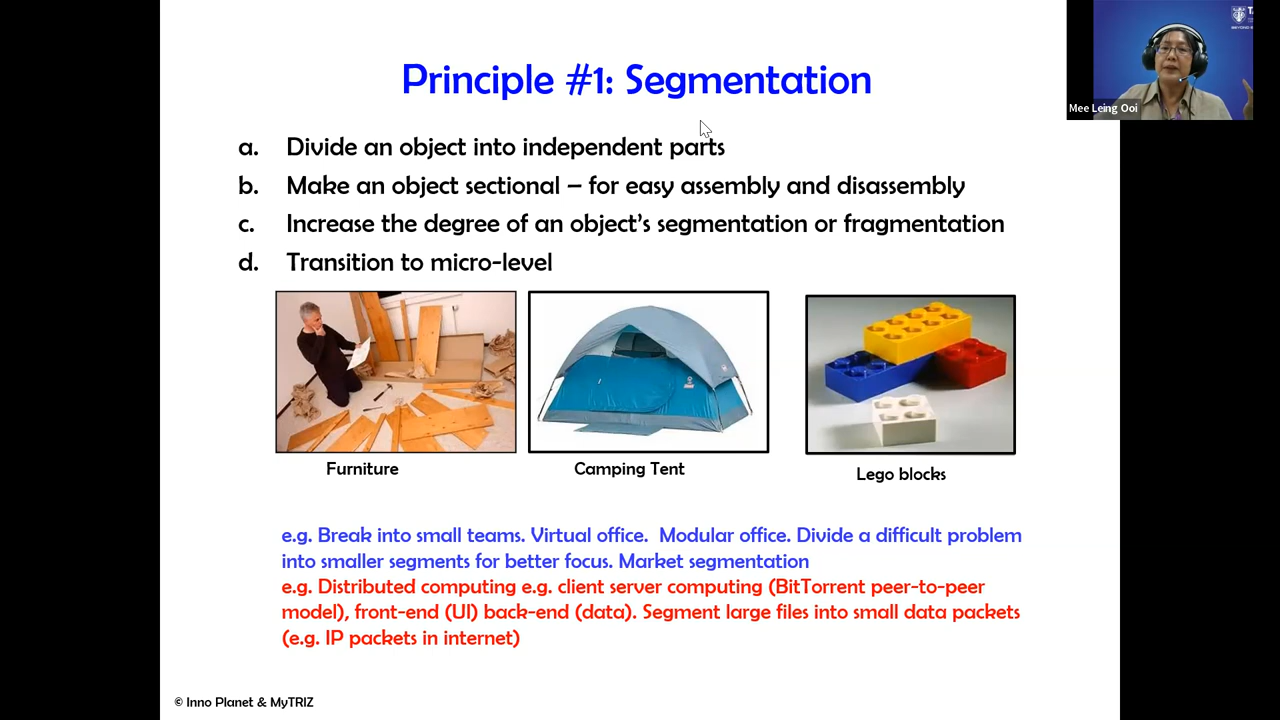 Principle #1: Segmentation
Mee Leing Ooi
a. Divide an object into independent parts
b. Make an object sectional – for easy assembly and disassembly
c. Increase the degree of an object's segmentation or fragmentation
d. Transition to micro-level
Furniture
Camping Tent
Lego blocks
e.g. Break into small teams. Virtual office. Modular office. Divide a difficult problem
into smaller segments for better focus. Market segmentation
e.g. Distributed computing e.g. client server computing (BitTorrent peer-to-peer
model), front-end (UI) back-end (data). Segment large files into small data packets
(e.g. IP packets in internet)
© Inno Planet & MyTRIZ